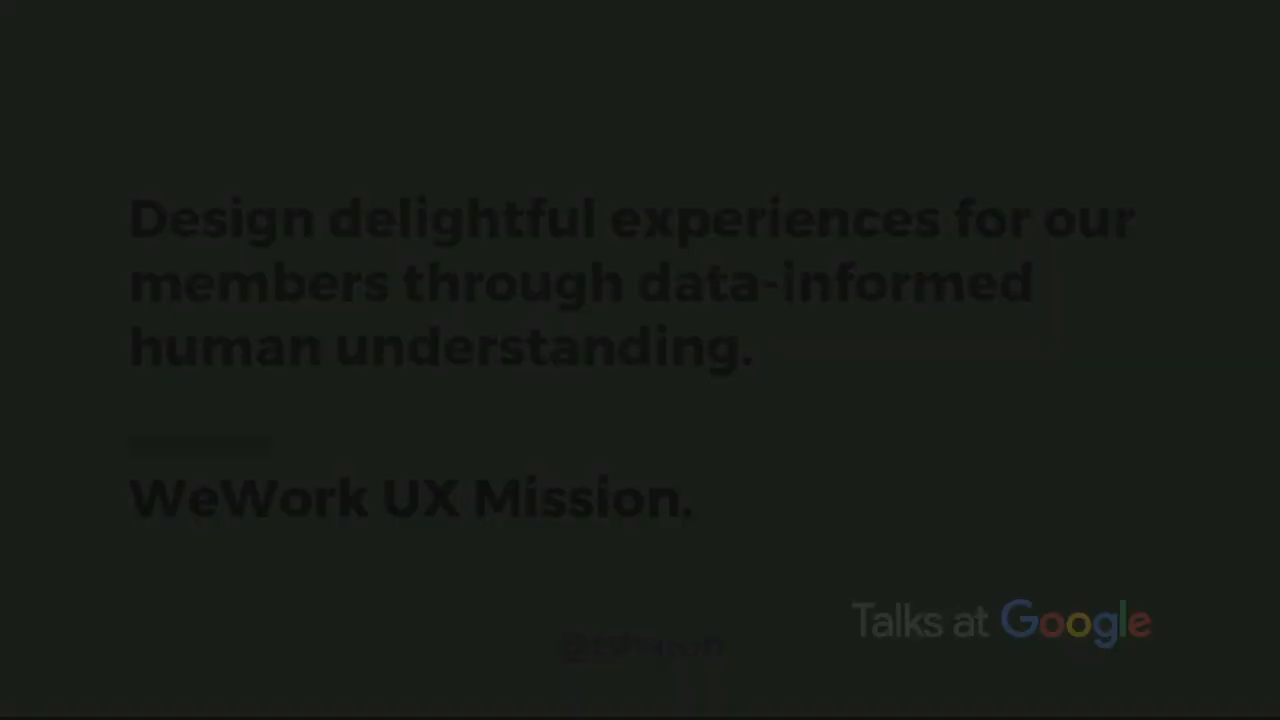 Design delightful experiences for our
members through data-informed
human understanding.
WeWork UX Mission.
Talks at Google